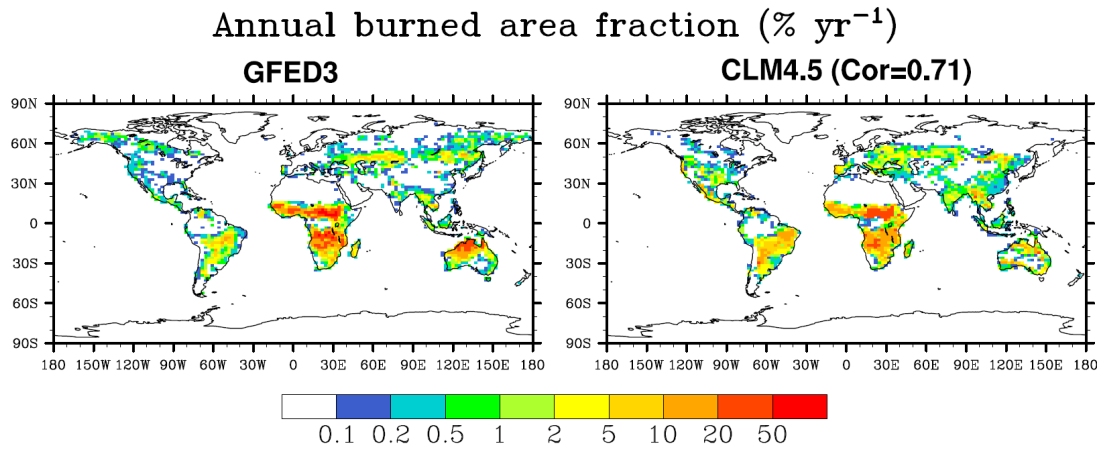 Annual burned area fraction (% yr⁻¹)
GFED3
CLM4.5 (Cor=0.71)
90N
60N
30N
0
30S
60S
90S
180 150W 120W 90W 60W 30W 0 30E 60E 90E 120E 150E 180
90N
60N
30N
0
30S
60S
90S
180 150W 120W 90W 60W 30W 0 30E 60E 90E 120E 150E 180
0.1 0.2 0.5 1 2 5 10 20 50